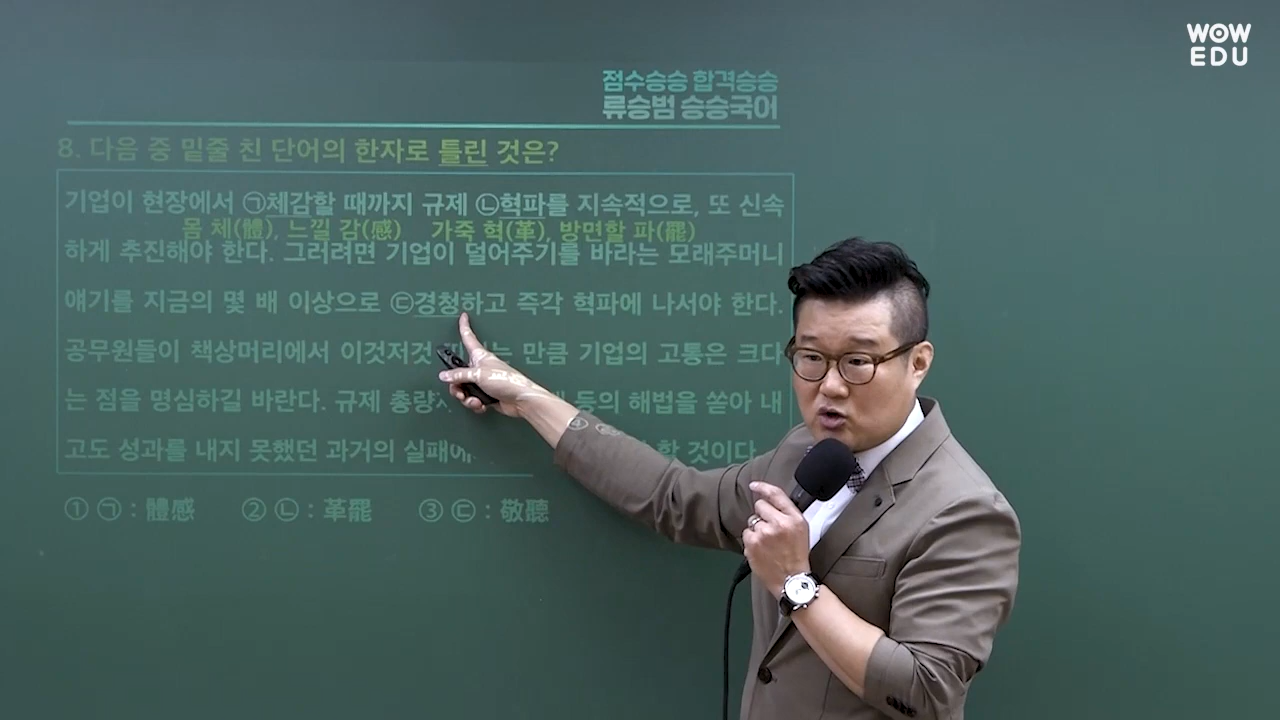 WOW
EDU
점수승승 합격승승
류승범 승승국어
8. 다음 중 밑줄 친 단어의 한자로 틀린 것은?
기업이 현장에서 ㉠체감할 때까지 규제 ㉡혁파를 지속적으로, 또 신속
몸 체(體), 느낄 감(感) 가죽 혁(革), 방면할 파(罷)
하게 추진해야 한다. 그러려면 기업이 덜어주기를 바라는 모래주머니
얘기를 지금의 몇 배 이상으로 ㉢경청하고 즉각 혁파에 나서야 한다.
공무원들이 책상머리에서 이것저것 만큼 기업의 고통은 크다
는 점을 명심하길 바란다. 규제 등의 해법을 쏟아 내
고도 성과를 내지 못했던 과거의 할 것이다.
① ㉠ : 體感 ② ㉡ : 革罷 ③ ㉢ : 敬聽